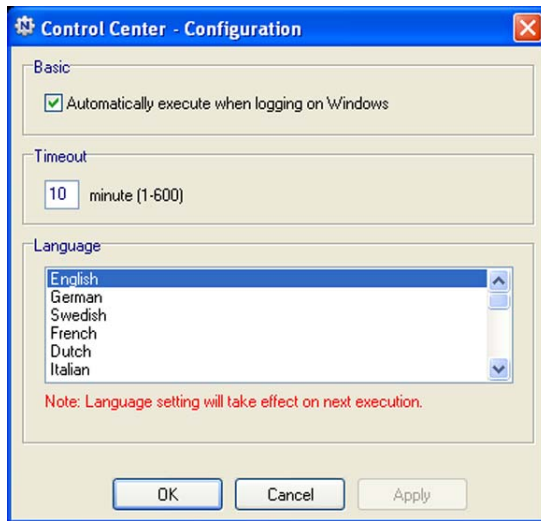 Control Center - Configuration
Basic
Automatically execute when logging on Windows
Timeout
10 minute (1-600)
Language
English
German
Swedish
French
Dutch
Italian
Note: Language setting will take effect on next execution.
OK Cancel Apply